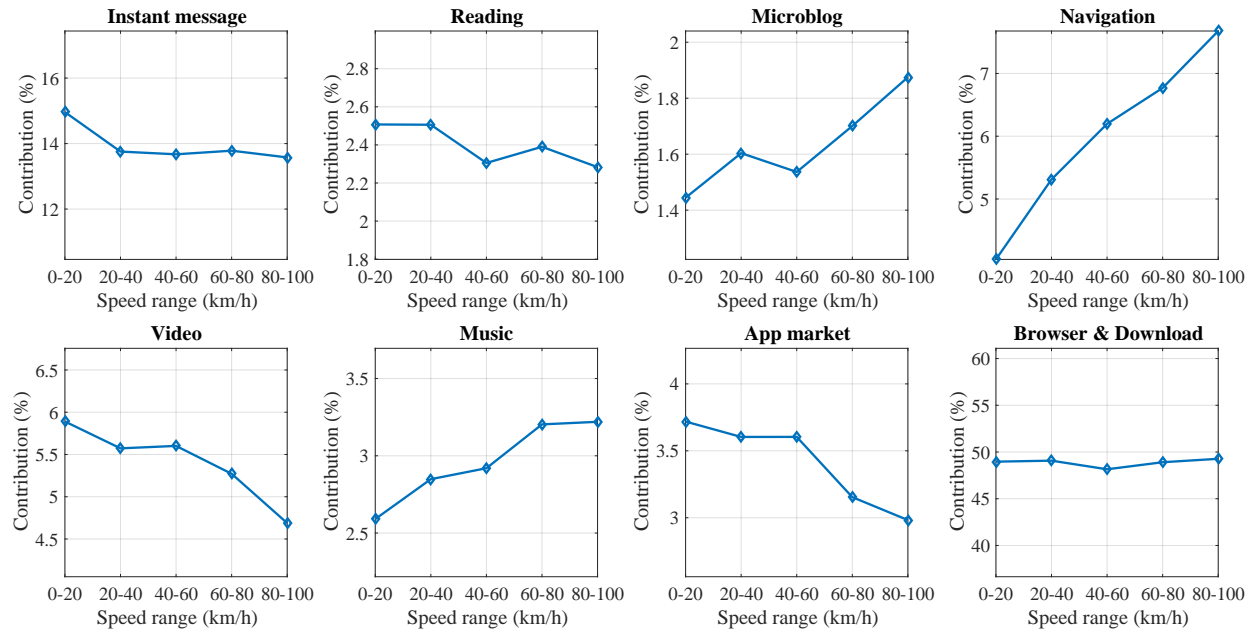 Instant message
Contribution (%)
16
14
12
0-20 20-40 40-60 60-80 80-100
Speed range (km/h)
Reading
Contribution (%)
2.8
2.6
2.4
2.2
2
1.8
0-20 20-40 40-60 60-80 80-100
Speed range (km/h)
Microblog
Contribution (%)
2
1.8
1.6
1.4
0-20 20-40 40-60 60-80 80-100
Speed range (km/h)
Navigation
Contribution (%)
7
6
5
0-20 20-40 40-60 60-80 80-100
Speed range (km/h)
Video
Contribution (%)
6.5
6
5.5
5
4.5
0-20 20-40 40-60 60-80 80-100
Speed range (km/h)
Music
Contribution (%)
3.5
3
2.5
0-20 20-40 40-60 60-80 80-100
Speed range (km/h)
App market
Contribution (%)
4
3.5
3
0-20 20-40 40-60 60-80 80-100
Speed range (km/h)
Browser & Download
Contribution (%)
60
55
50
45
40
0-20 20-40 40-60 60-80 80-100
Speed range (km/h)